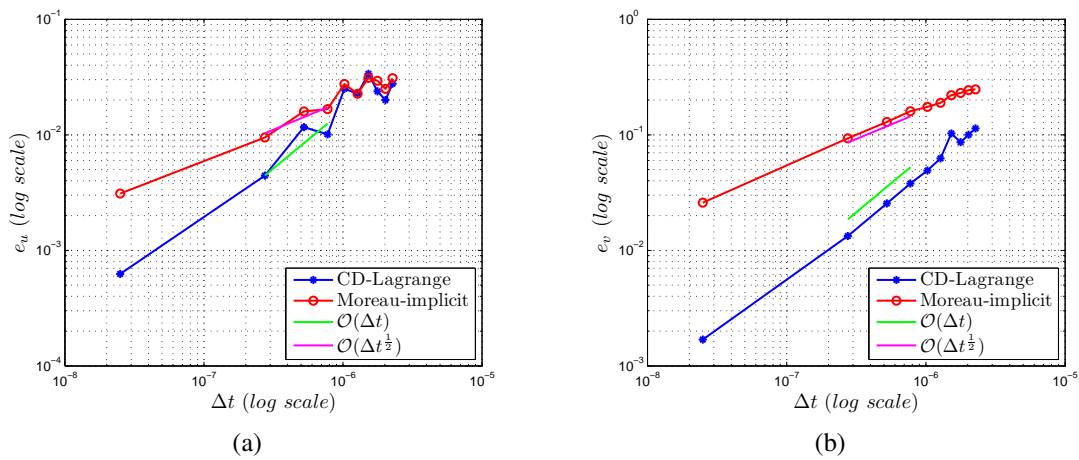 10⁻¹
10⁻²
10⁻³
10⁻⁴
e_u (log scale)
CD-Lagrange
Moreau-implicit
𝒪(Δt)
𝒪(Δt^{1/2})
10⁻⁸ 10⁻⁷ 10⁻⁶ 10⁻⁵
Δt (log scale)
(a)
10⁰
10⁻¹
10⁻²
10⁻³
e_v (log scale)
CD-Lagrange
Moreau-implicit
𝒪(Δt)
𝒪(Δt^{1/2})
10⁻⁸ 10⁻⁷ 10⁻⁶ 10⁻⁵
Δt (log scale)
(b)